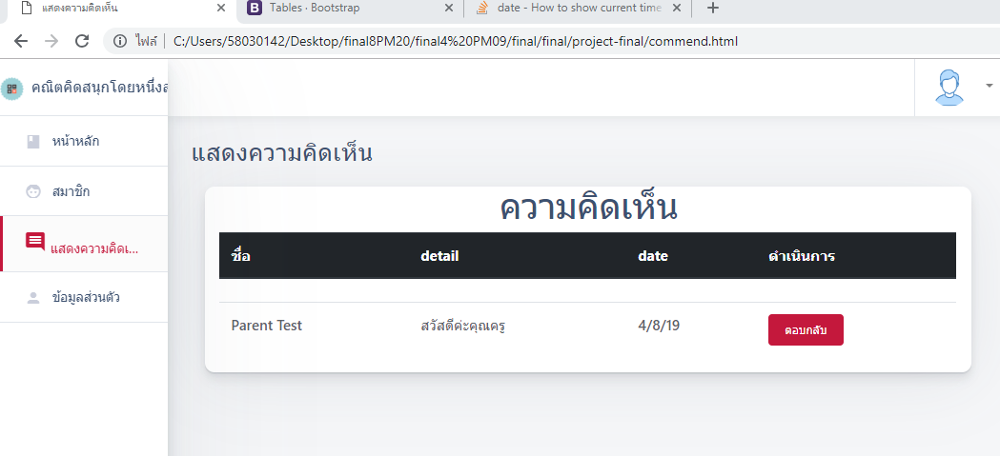 แสดงความคิดเห็น
Tables · Bootstrap
date - How to show current time
ไฟล์ C:/Users/58030142/Desktop/final8PM20/final4%20PM09/final/final/project-final/commend.html
คณิตคิดสนุกโดยหนึ่งส
หน้าหลัก
สมาชิก
แสดงความคิดเ...
ข้อมูลส่วนตัว
แสดงความคิดเห็น
ความคิดเห็น
ชื่อ detail date ดำเนินการ
Parent Test สวัสดีค่ะคุณครู 4/8/19 ตอบกลับ